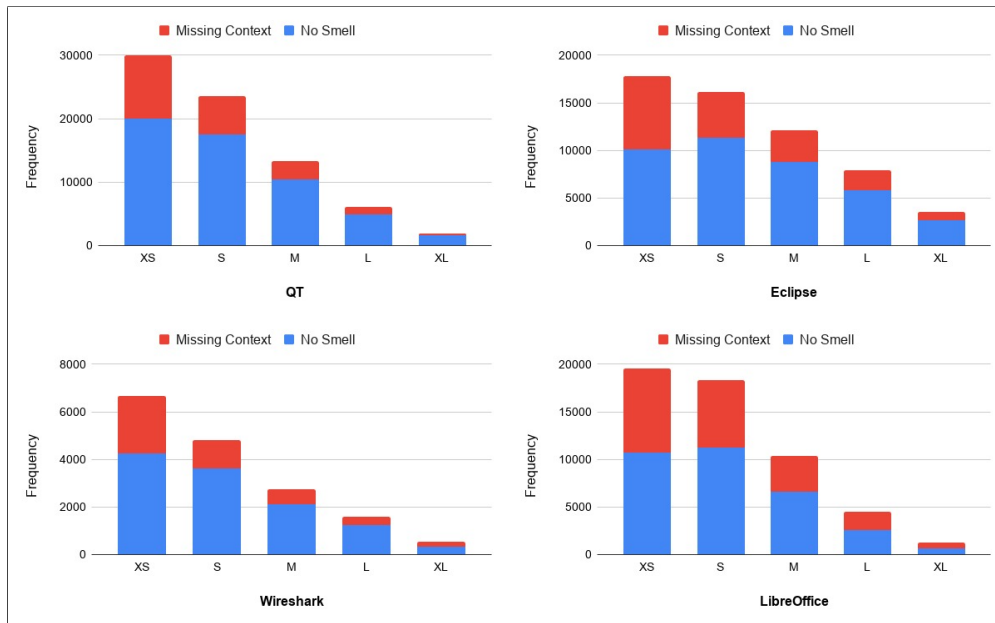 Missing Context No Smell
30000
20000
10000
0
Frequency
XS S M L XL
QT
Missing Context No Smell
20000
15000
10000
5000
0
Frequency
XS S M L XL
Eclipse
Missing Context No Smell
8000
6000
4000
2000
0
Frequency
XS S M L XL
Wireshark
Missing Context No Smell
20000
15000
10000
5000
0
Frequency
XS S M L XL
LibreOffice